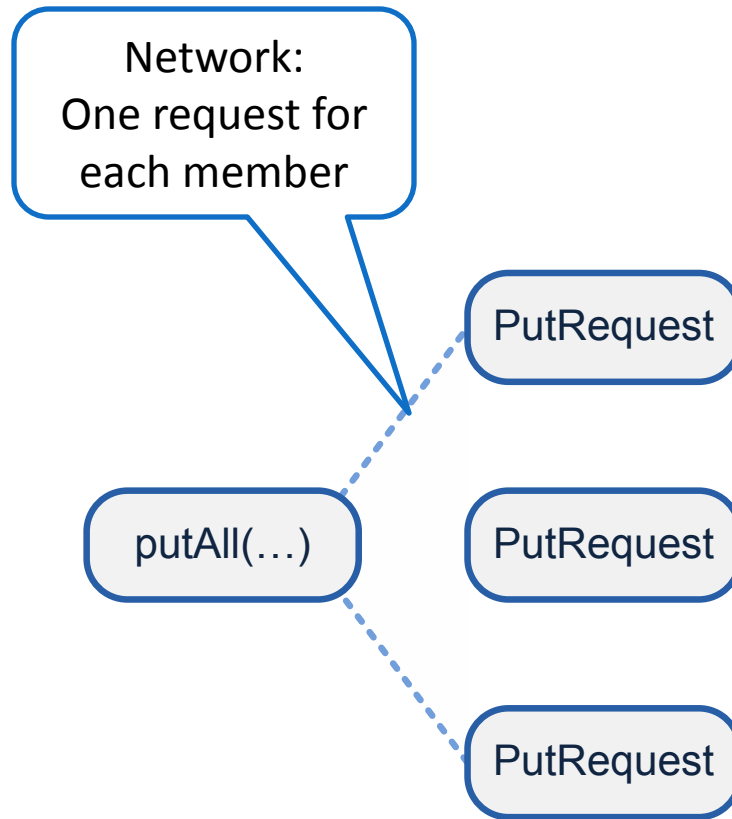 Network:
One request for
each member
PutRequest
putAll(…)
PutRequest
PutRequest